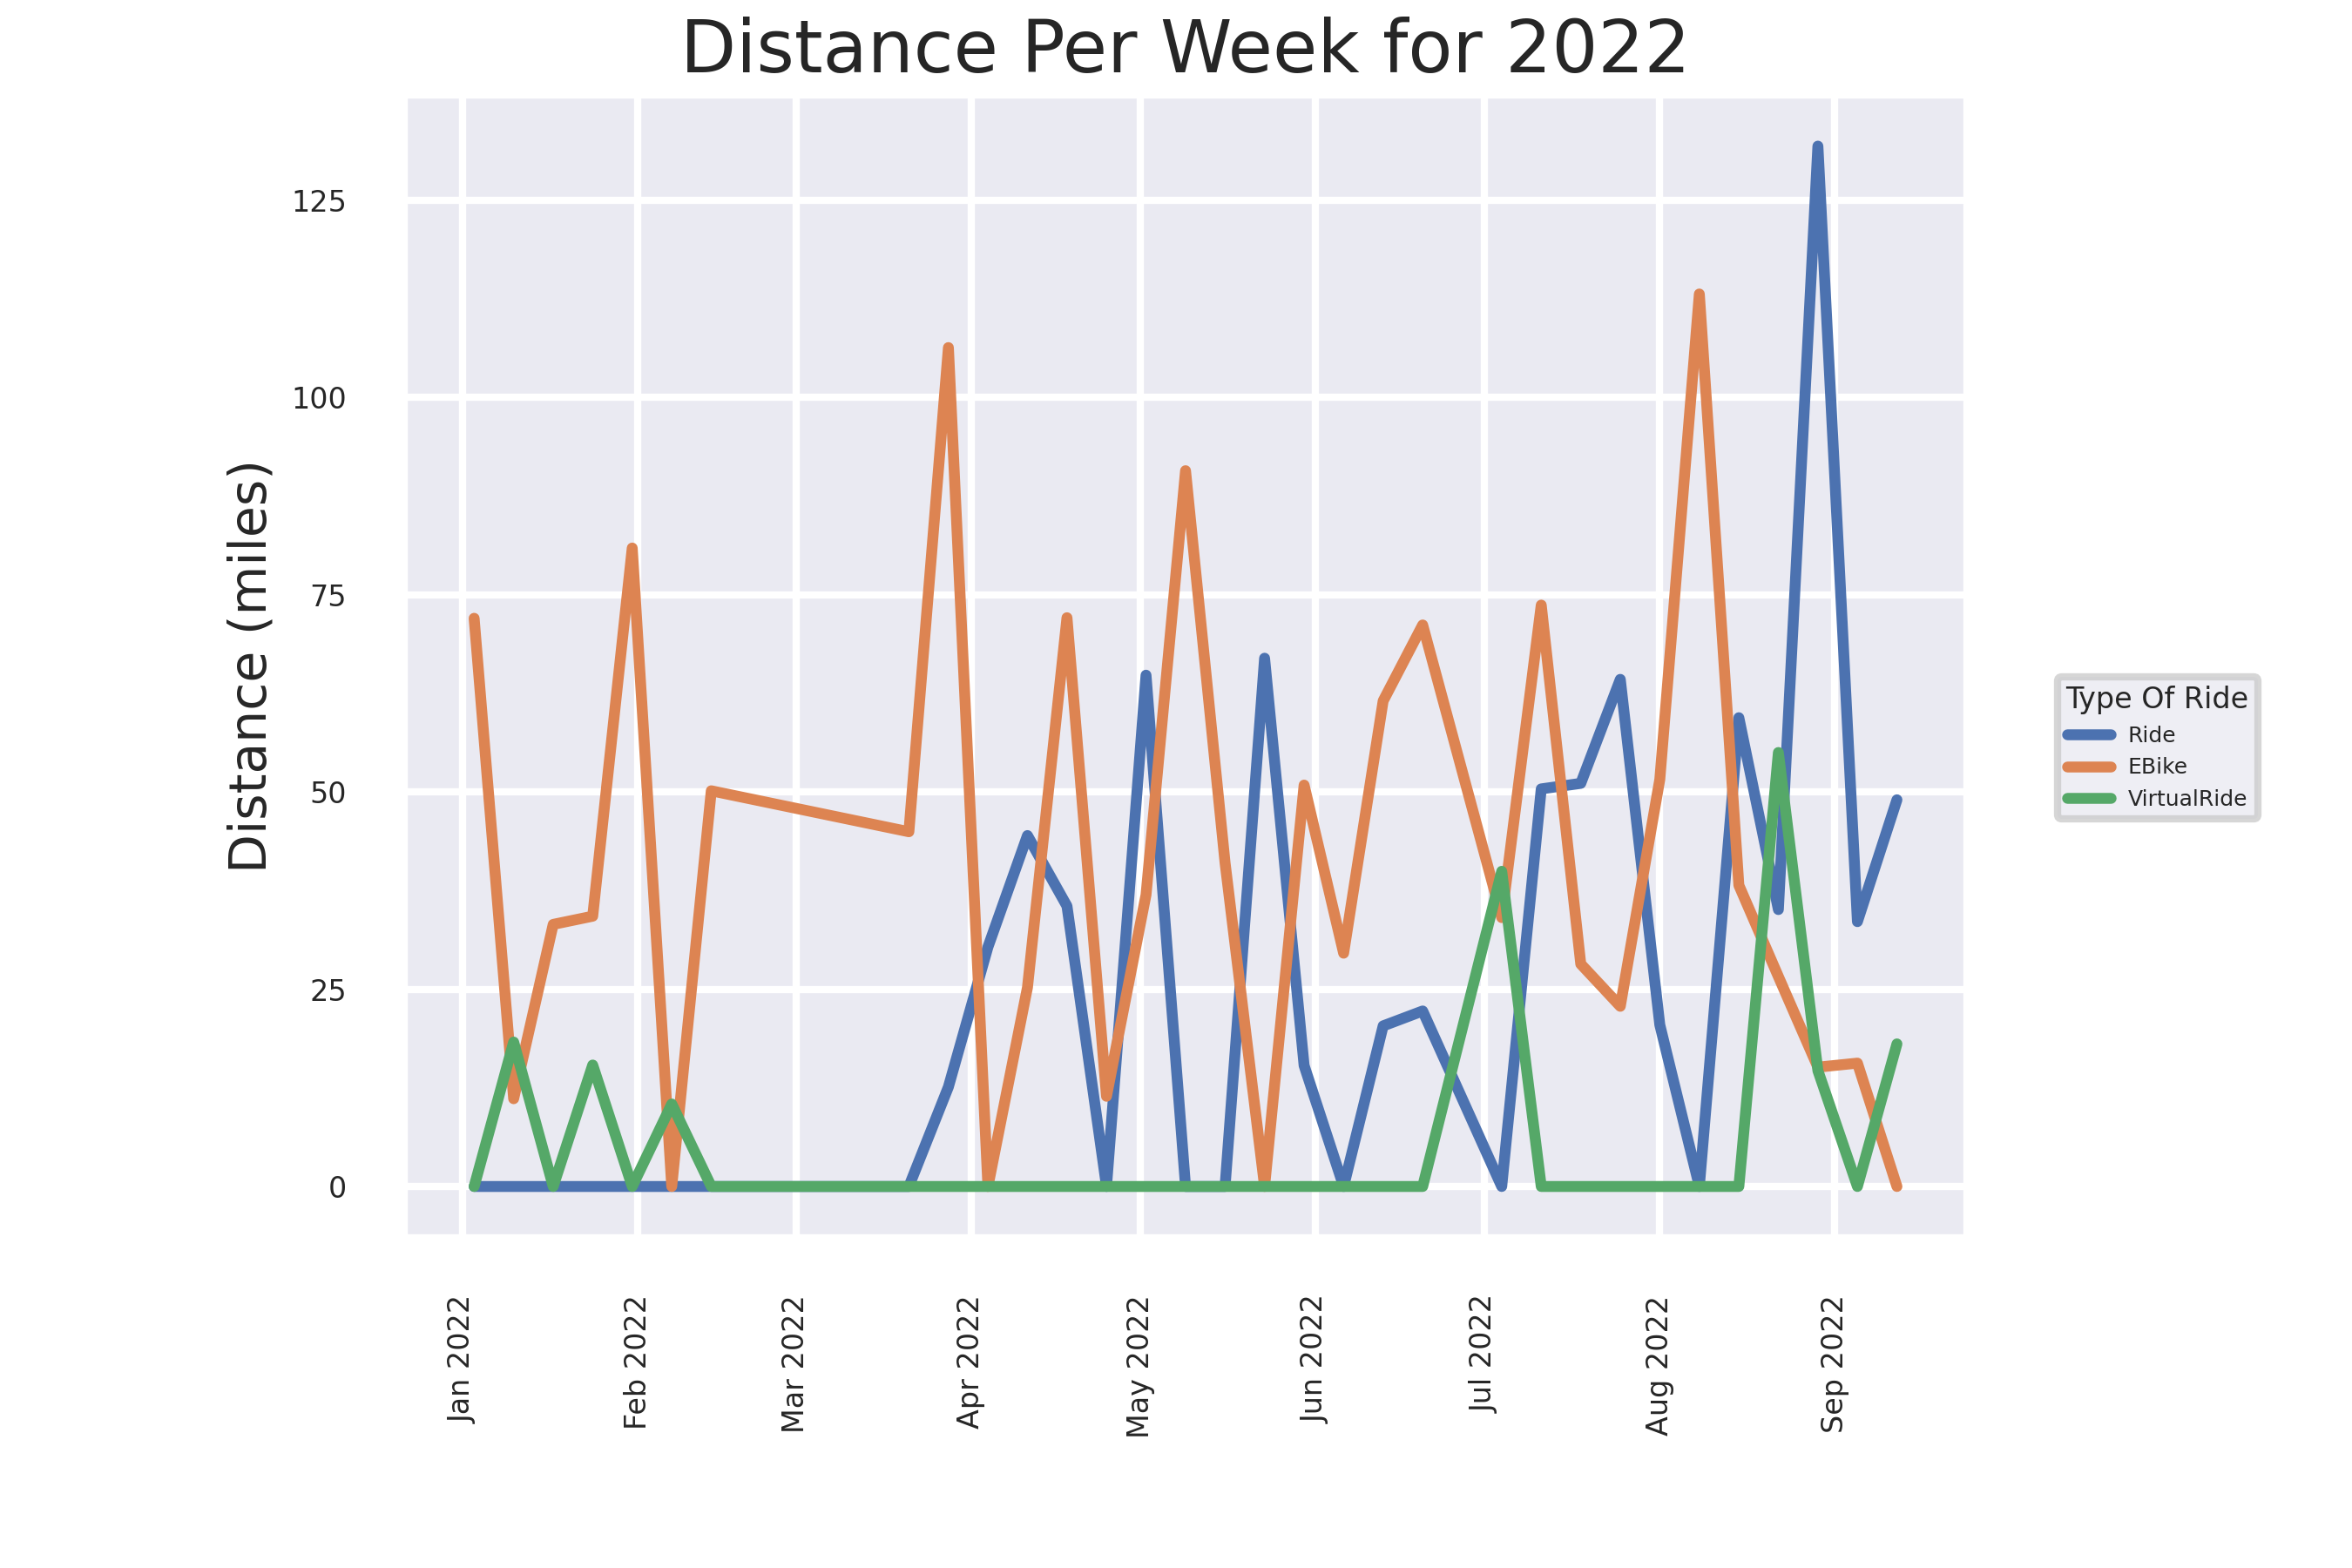 Distance Per Week for 2022
Distance (miles)
125
100
75
50
25
0
Jan 2022
Feb 2022
Mar 2022
Apr 2022
May 2022
Jun 2022
Jul 2022
Aug 2022
Sep 2022
Type Of Ride
Ride
EBike
VirtualRide